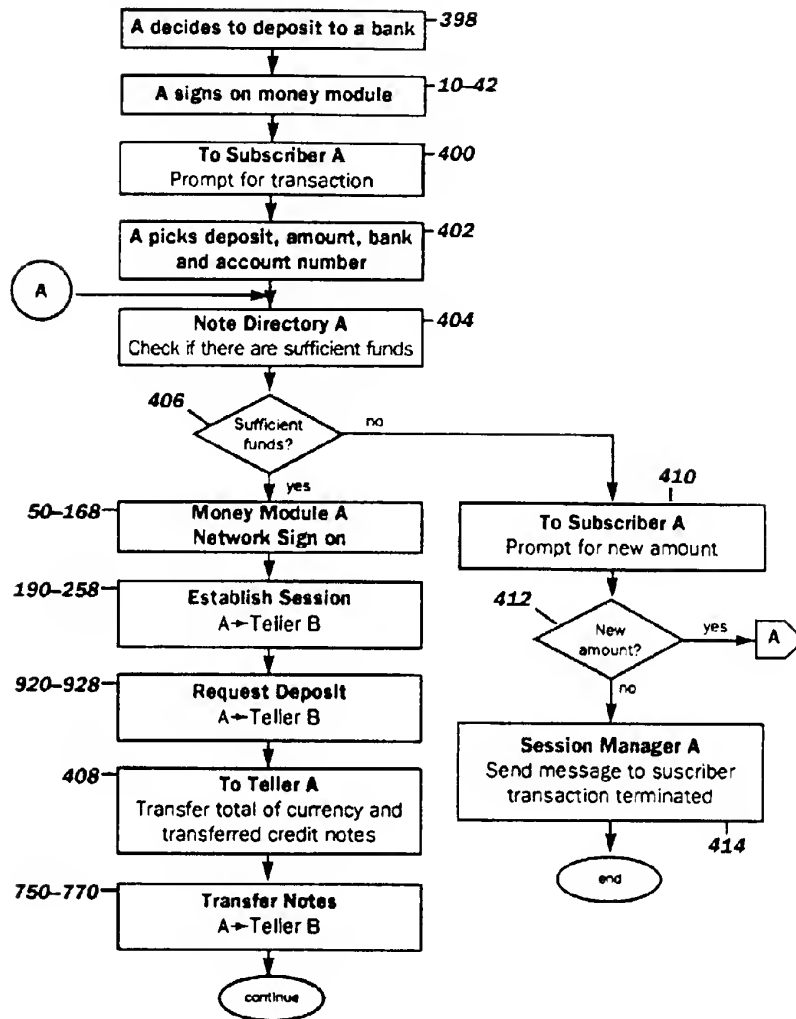 A decides to deposit to a bank
398
A signs on money module
10–42
To Subscriber A
Prompt for transaction
400
A picks deposit, amount, bank
and account number
402
A
Note Directory A
Check if there are sufficient funds
404
406
Sufficient
funds?
no
yes
50–168
Money Module A
Network Sign on
410
To Subscriber A
Prompt for new amount
190–258
Establish Session
A→Teller B
412
New
amount?
yes
A
no
920–928
Request Deposit
A→Teller B
408
To Teller A
Transfer total of currency and
transferred credit notes
Session Manager A
Send message to suscriber
transaction terminated
414
750–770
Transfer Notes
A→Teller B
end
continue